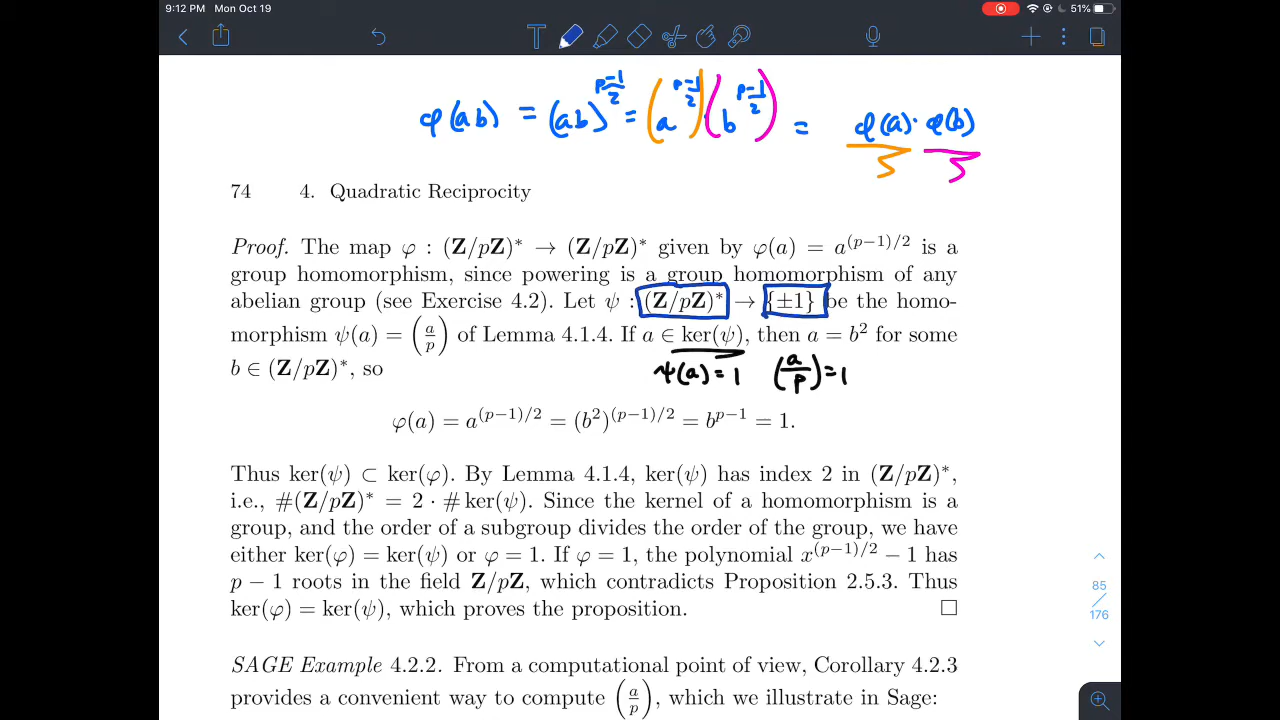 9:12 PM Mon Oct 19 51%
φ(ab) = (ab)^{\frac{p-1}{2}} = (a^{\frac{p-1}{2}})·(b^{\frac{p-1}{2}}) = φ(a)·φ(b)
74 4. Quadratic Reciprocity
Proof. The map φ : (Z/pZ)* → (Z/pZ)* given by φ(a) = a^{(p−1)/2} is a
group homomorphism, since powering is a group homomorphism of any
abelian group (see Exercise 4.2). Let ψ : (Z/pZ)* → {±1} be the homo-
morphism ψ(a) = (a/p) of Lemma 4.1.4. If a ∈ ker(ψ), then a = b² for some
b ∈ (Z/pZ)*, so
ψ(a) = 1 (a/p) = 1
φ(a) = a^{(p−1)/2} = (b²)^{(p−1)/2} = b^{p−1} = 1.
Thus ker(ψ) ⊂ ker(φ). By Lemma 4.1.4, ker(ψ) has index 2 in (Z/pZ)*,
i.e., #(Z/pZ)* = 2 · # ker(ψ). Since the kernel of a homomorphism is a
group, and the order of a subgroup divides the order of the group, we have
either ker(φ) = ker(ψ) or φ = 1. If φ = 1, the polynomial x^{(p−1)/2} − 1 has
p − 1 roots in the field Z/pZ, which contradicts Proposition 2.5.3. Thus
ker(φ) = ker(ψ), which proves the proposition. □
85
176
SAGE Example 4.2.2. From a computational point of view, Corollary 4.2.3
provides a convenient way to compute (a/p), which we illustrate in Sage: